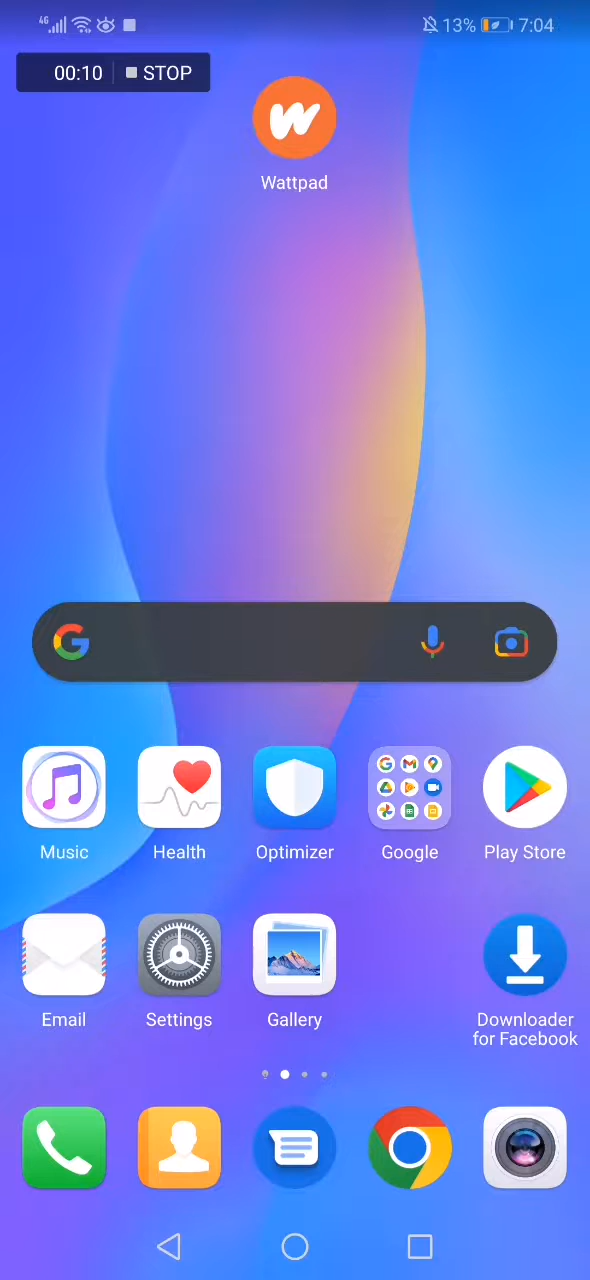 4G 13% 7:04
00:10 STOP
Wattpad
Music Health Optimizer Google Play Store
Email Settings Gallery Downloader
for Facebook